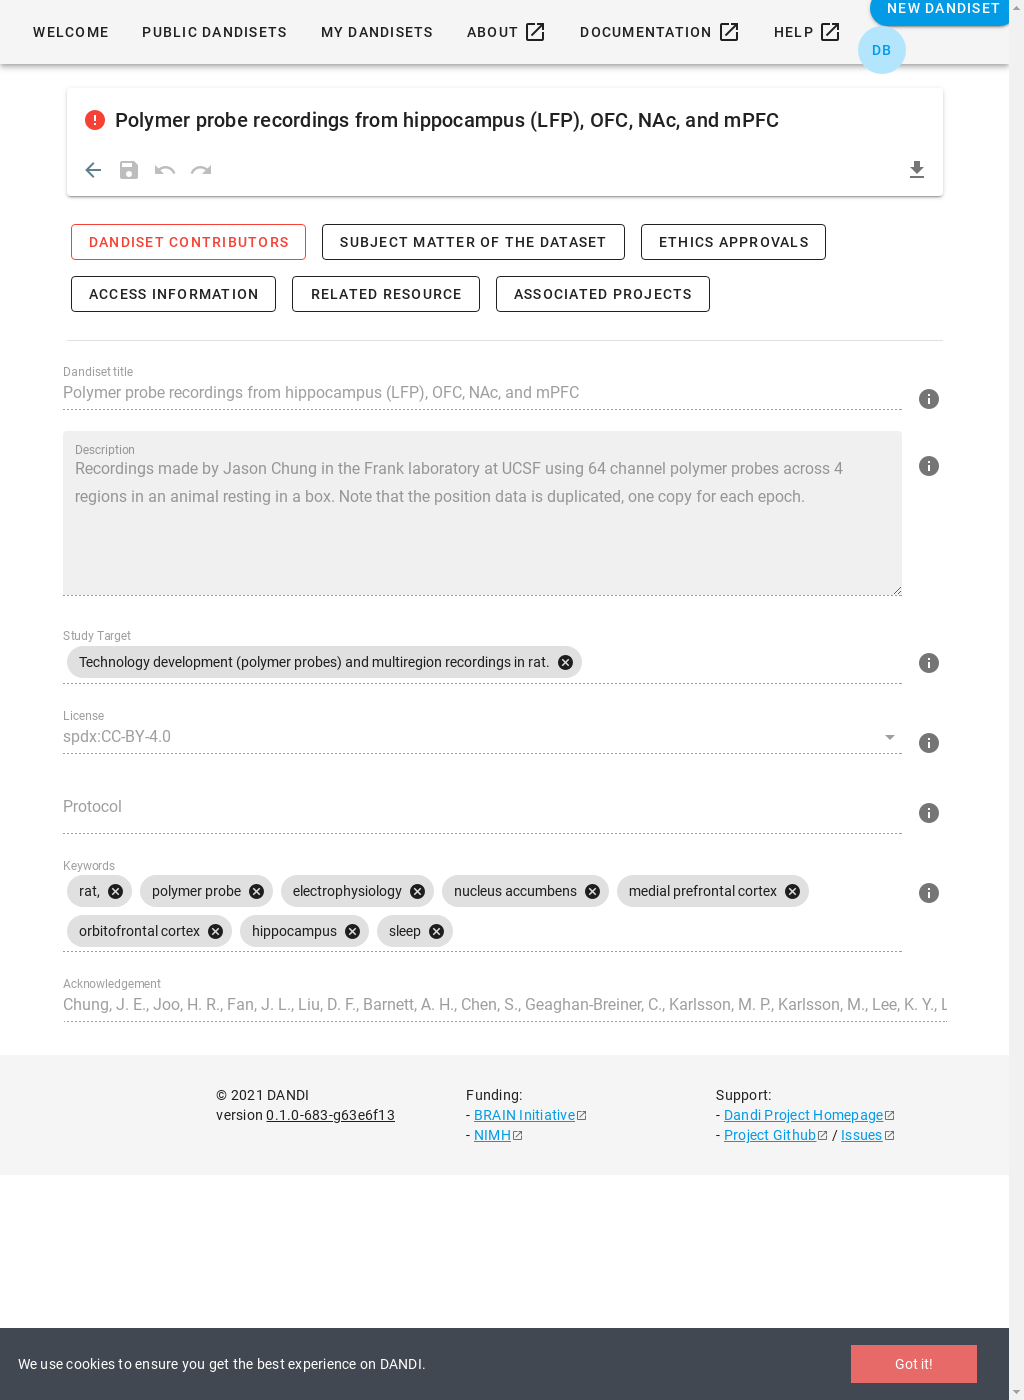 WELCOME PUBLIC DANDISETS MY DANDISETS ABOUT DOCUMENTATION HELP NEW DANDISET
DB
Polymer probe recordings from hippocampus (LFP), OFC, NAc, and mPFC
DANDISET CONTRIBUTORS SUBJECT MATTER OF THE DATASET ETHICS APPROVALS
ACCESS INFORMATION RELATED RESOURCE ASSOCIATED PROJECTS
Dandiset title
Polymer probe recordings from hippocampus (LFP), OFC, NAc, and mPFC
Description
Recordings made by Jason Chung in the Frank laboratory at UCSF using 64 channel polymer probes across 4
regions in an animal resting in a box. Note that the position data is duplicated, one copy for each epoch.
Study Target
Technology development (polymer probes) and multiregion recordings in rat.
License
spdx:CC-BY-4.0
Protocol
Keywords
rat, polymer probe electrophysiology nucleus accumbens medial prefrontal cortex
orbitofrontal cortex hippocampus sleep
Acknowledgement
Chung, J. E., Joo, H. R., Fan, J. L., Liu, D. F., Barnett, A. H., Chen, S., Geaghan-Breiner, C., Karlsson, M. P., Karlsson, M., Lee, K. Y., L
© 2021 DANDI Funding: Support:
version 0.1.0-683-g63e6f13 - BRAIN Initiative - Dandi Project Homepage
- NIMH - Project Github / Issues
We use cookies to ensure you get the best experience on DANDI. Got it!